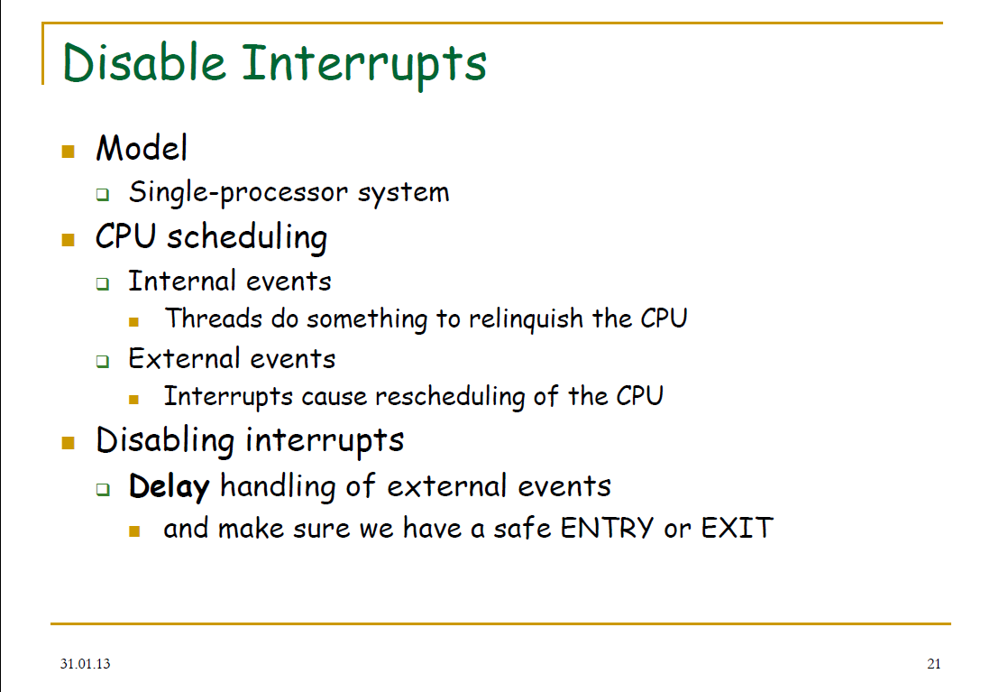 Disable Interrupts
Model
Single-processor system
CPU scheduling
Internal events
Threads do something to relinquish the CPU
External events
Interrupts cause rescheduling of the CPU
Disabling interrupts
Delay handling of external events
and make sure we have a safe ENTRY or EXIT
31.01.13
21